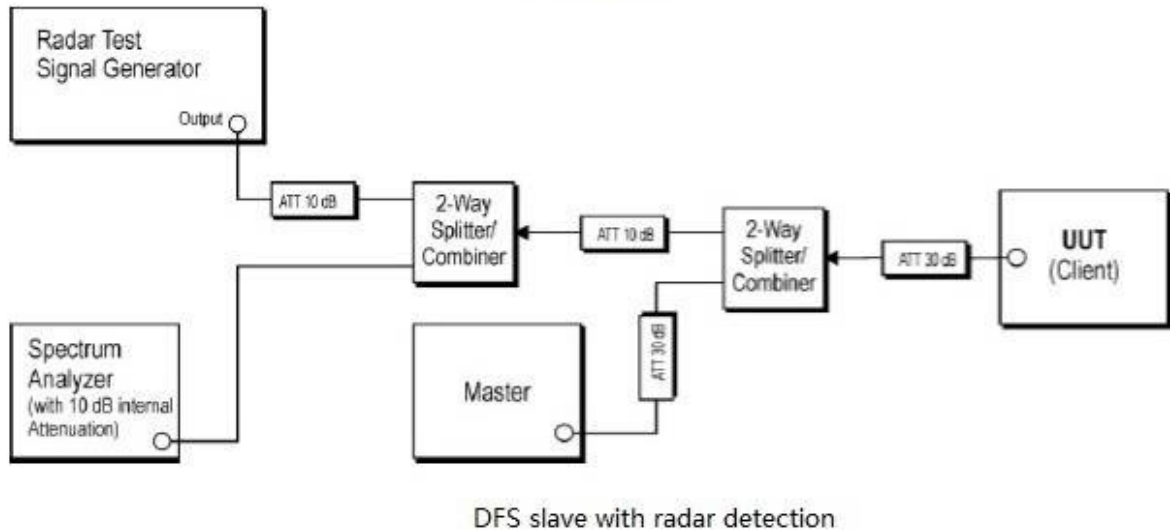 Radar Test
Signal Generator
Output
ATT 10 dB
2-Way
Splitter/
Combiner
ATT 10 dB
2-Way
Splitter/
Combiner
ATT 30 dB
UUT
(Client)
Spectrum
Analyzer
(with 10 dB internal
Attenuation)
Master
ATT 30 dB
DFS slave with radar detection